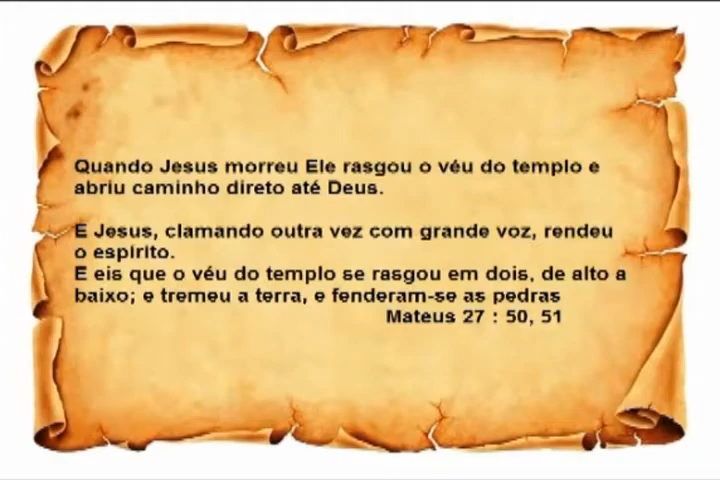 Quando Jesus morreu Ele rasgou o véu do templo e
abriu caminho direto até Deus.
E Jesus, clamando outra vez com grande voz, rendeu
o espírito.
E eis que o véu do templo se rasgou em dois, de alto a
baixo; e tremeu a terra, e fenderam-se as pedras
Mateus 27 : 50, 51